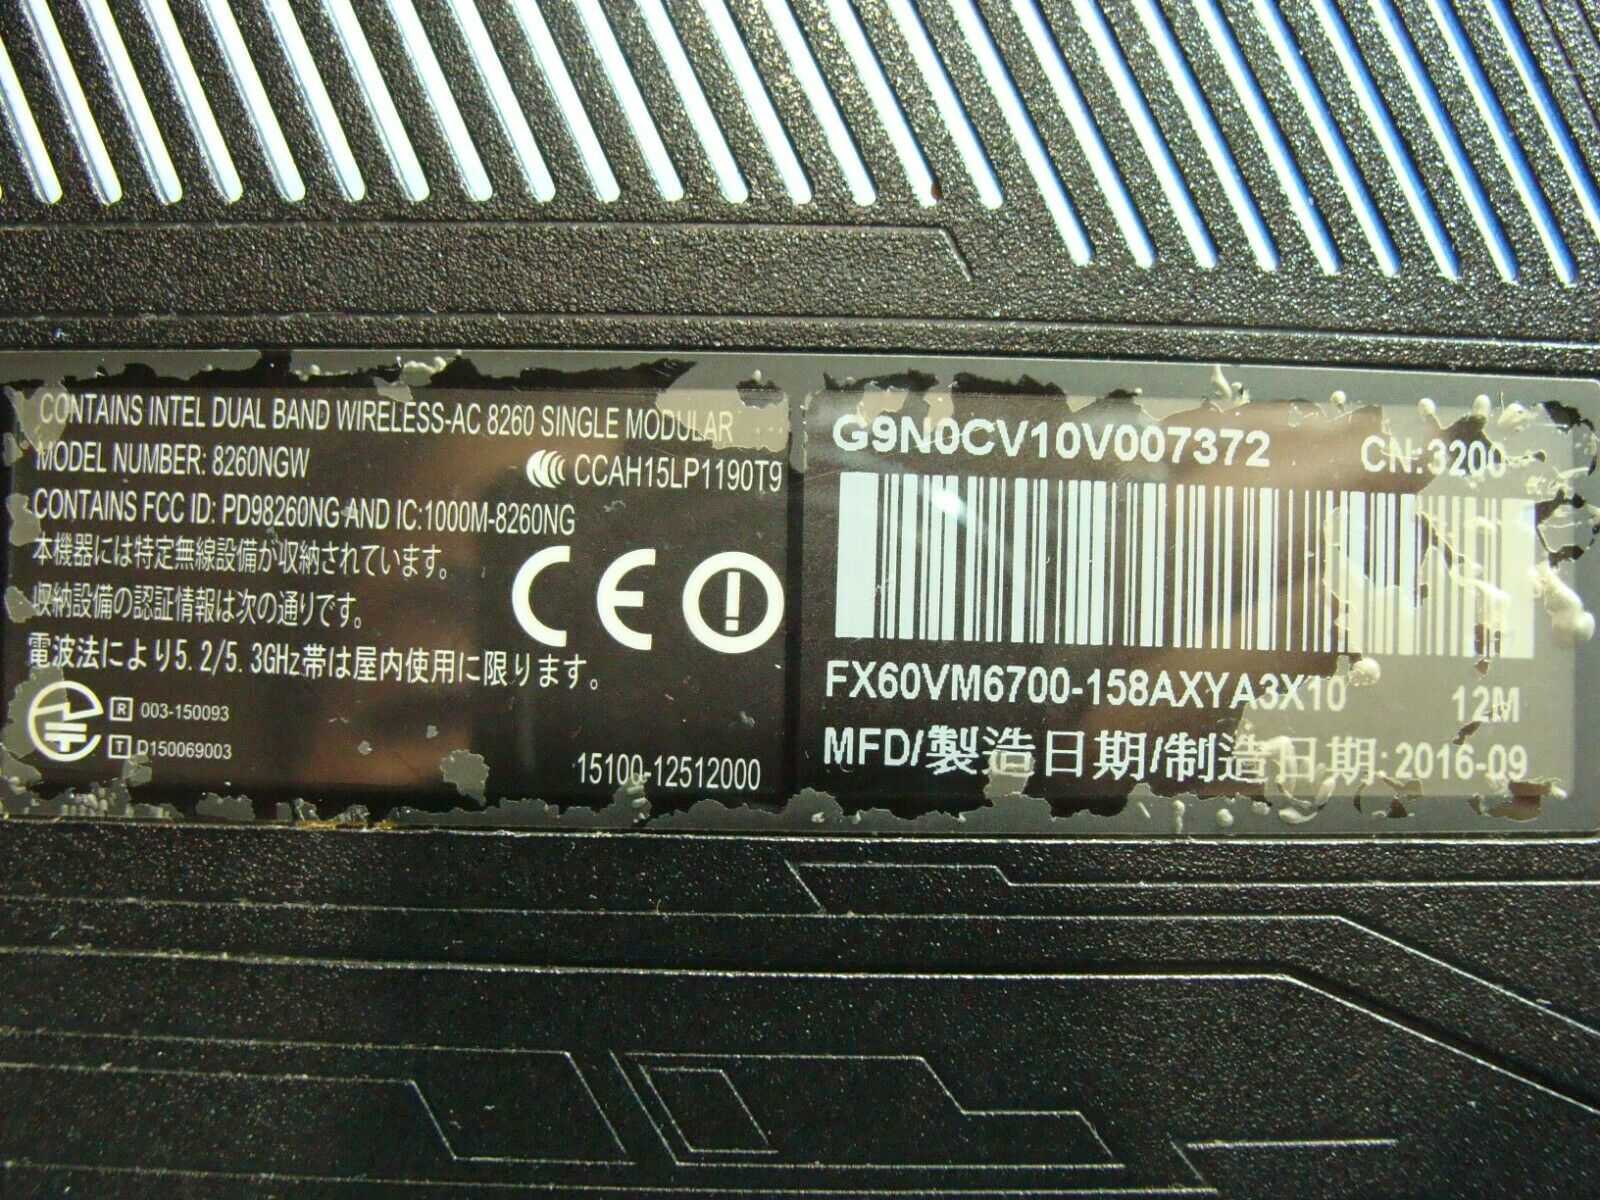 CONTAINS INTEL DUAL BAND WIRELESS-AC 8260 SINGLE MODULAR
MODEL NUMBER: 8260NGW
CCAH15LP1190T9
CONTAINS FCC ID: PD98260NG AND IC:1000M-8260NG
本機器には特定無線設備が収納されています。
収納設備の認証情報は次の通りです。
CE
電波法により5.2/5.3GHz帯は屋内使用に限ります。
R 003-150093
T D150069003
15100-12512000
G9N0CV10V007372 CN:3200
FX60VM6700-158AXYA3X10 12M
MFD/製造日期/制造日期: 2016-09